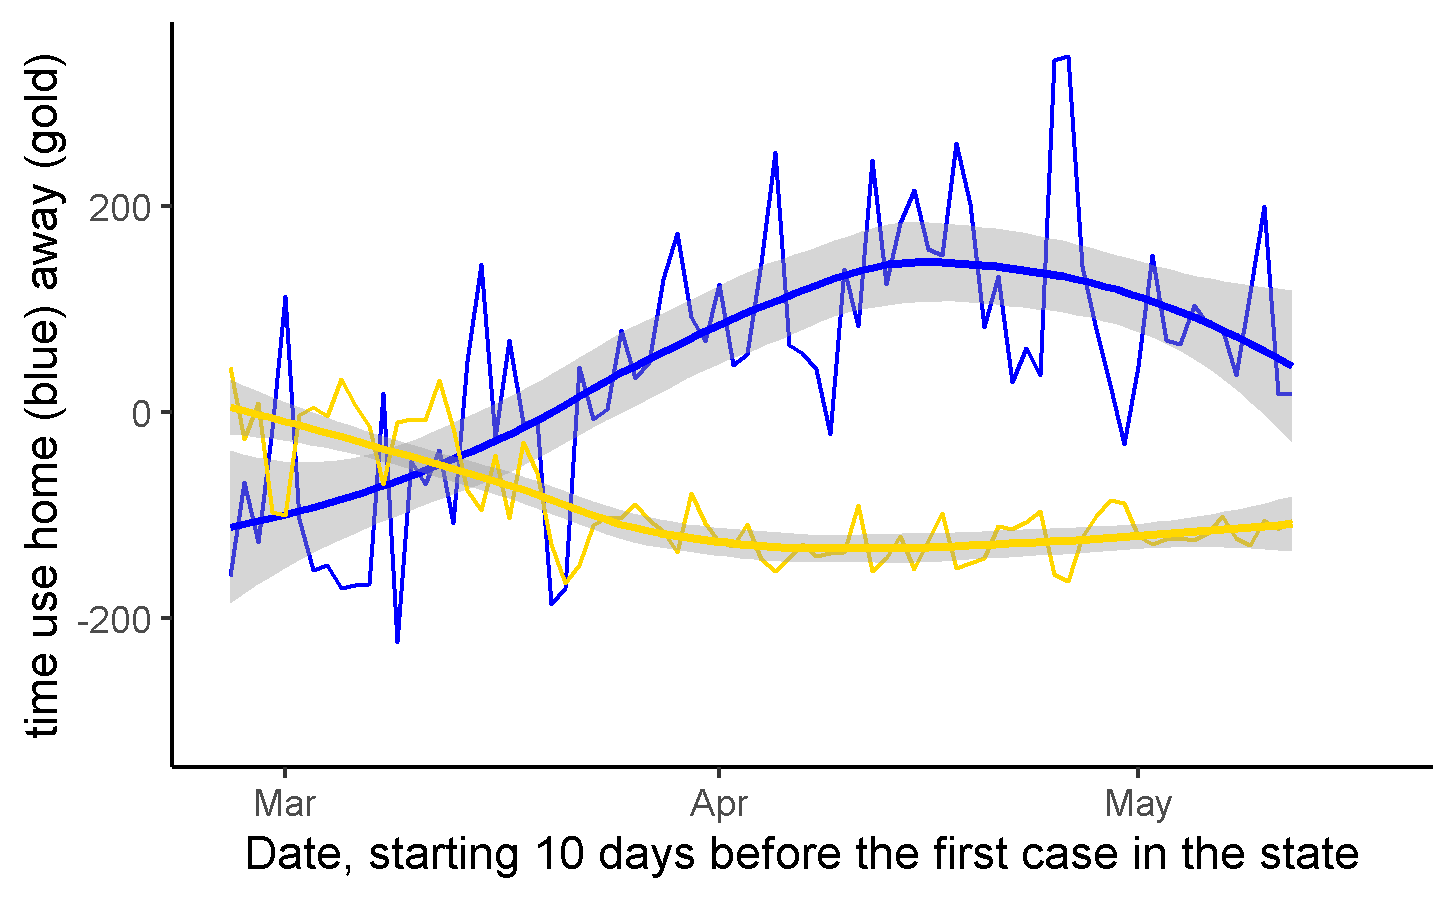 time use home (blue) away (gold)
200
0
-200
Mar
Apr
May
Date, starting 10 days before the first case in the state